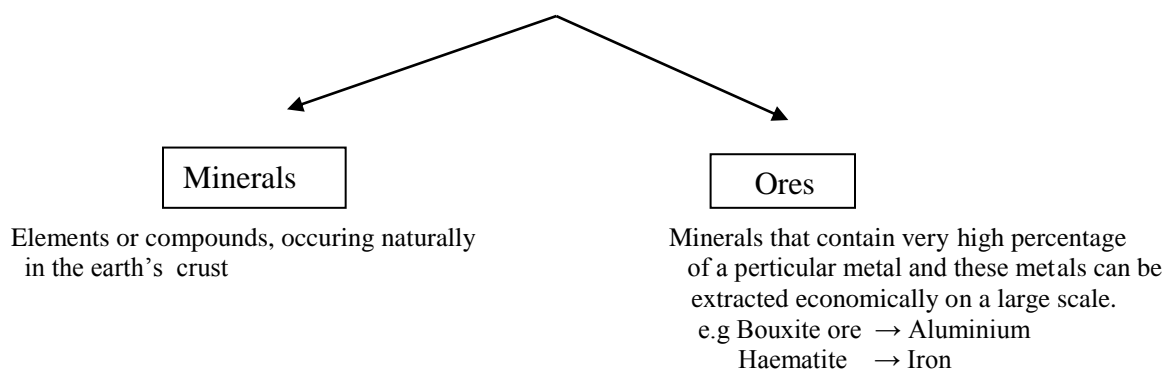 Minerals
Elements or compounds, occuring naturally
in the earth's crust
Ores
Minerals that contain very high percentage
of a perticular metal and these metals can be
extracted economically on a large scale.
e.g Bouxite ore → Aluminium
Haematite → Iron